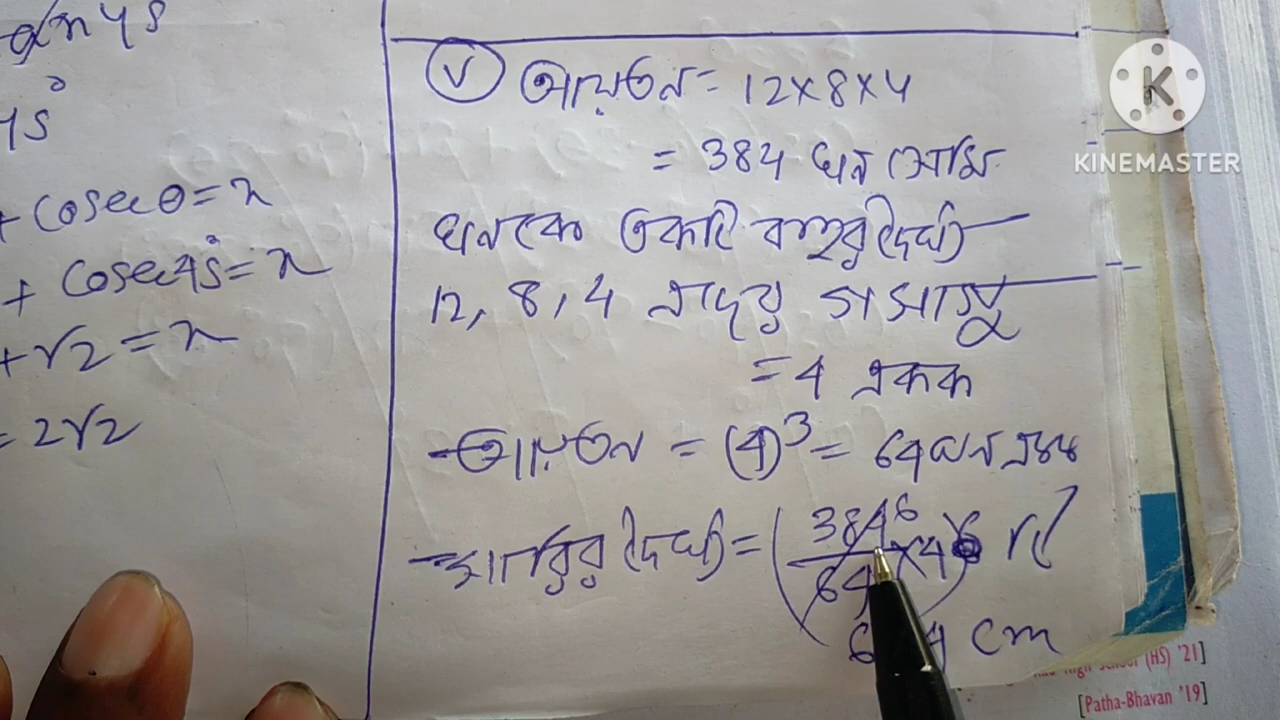 45°
+ cosecθ = x
+ cosec45° = x
+ √2 = x
= 2√2
(V) আয়তন = 12×8×4
= 384 ঘন সেমি
ঘনকের একটি বাহুর দৈর্ঘ্য
12, 8, 4 এদের গসাগু
= 4 একক
আয়তন = (4)³ = 64 ঘন একক
সারির দৈর্ঘ্য = (384 6 / 64 × 4)
cm
(HS) '21]
[Patha-Bhavan '19]
K
KINEMASTER